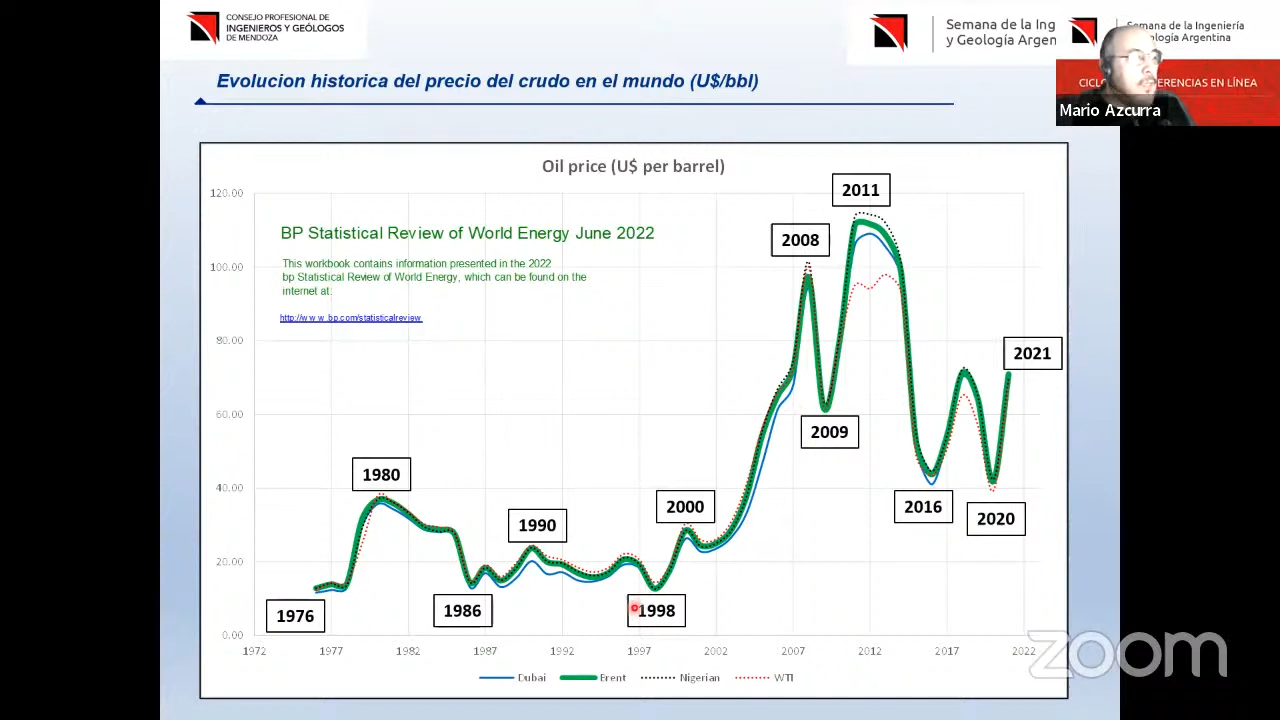 CONSEJO PROFESIONAL DE
INGENIEROS Y GEÓLOGOS
DE MENDOZA
Semana de la Ing
y Geología Argen
Semana de la Ingeniería
ología Argentina
CICLO
ERENCIAS EN LÍNEA
Mario Azcurra
Evolucion historica del precio del crudo en el mundo (U$/bbl)
Oil price (U$ per barrel)
120.00
100.00
80.00
60.00
40.00
20.00
0.00
BP Statistical Review of World Energy June 2022
This workbook contains information presented in the 2022
bp Statistical Review of World Energy, which can be found on the
internet at:
http://www.bp.com/statisticalreview
1976
1980
1986
1990
1998
2000
2008
2009
2011
2016
2020
2021
1972 1977 1982 1987 1992 1997 2002 2007 2012 2017 2022
Dubai Brent Nigerian WTI
zoom